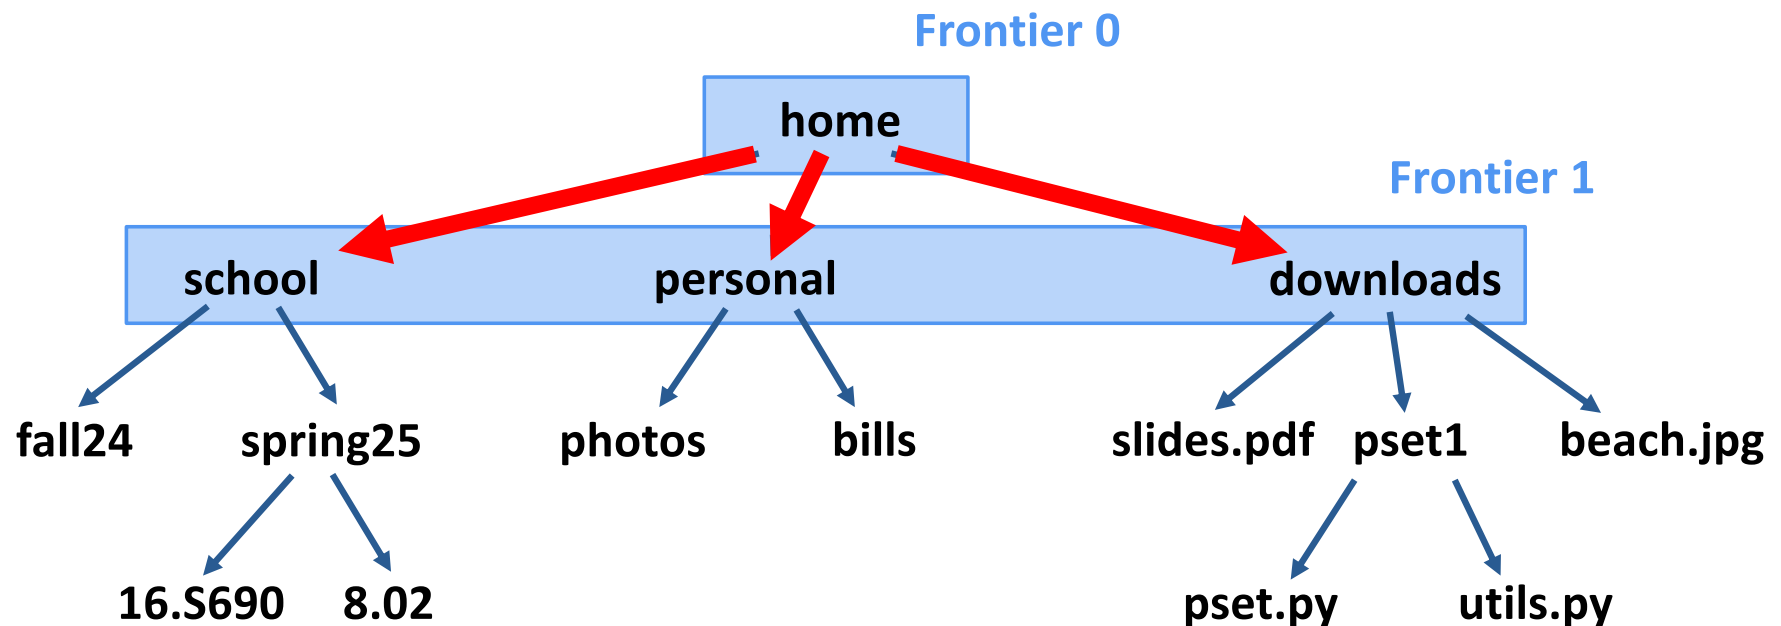 Frontier 0
home
Frontier 1
school personal downloads
fall24 spring25 photos bills slides.pdf pset1 beach.jpg
16.S690 8.02 pset.py utils.py